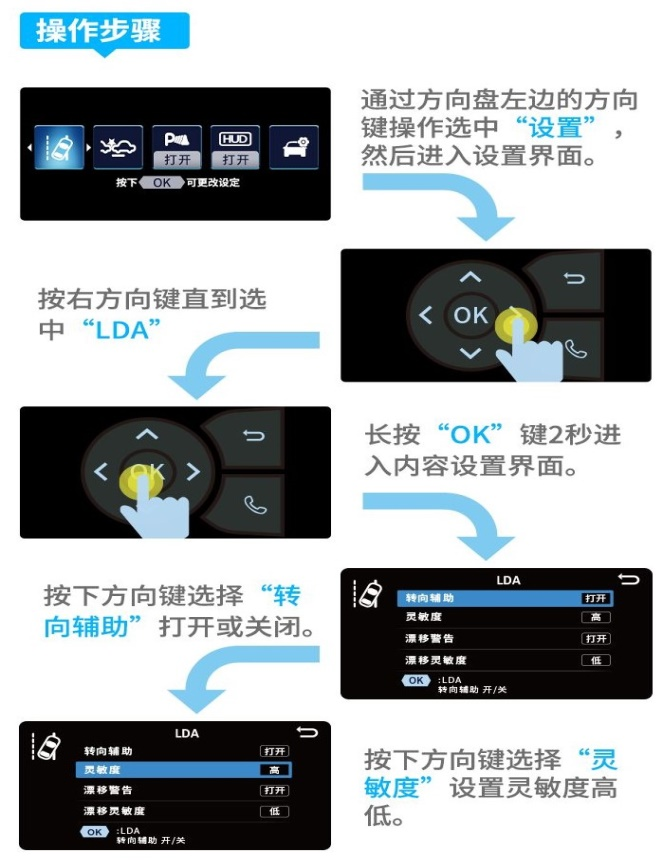 操作步骤
通过方向盘左边的方向
键操作选中“设置”，
然后进入设置界面。
HUD
打开
打开
按下 OK 可更改设定
OK
按右方向键直到选
中“LDA”
OK
长按“OK”键2秒进
入内容设置界面。
按下方向键选择“转
向辅助”打开或关闭。
LDA
转向辅助 打开
灵敏度 高
漂移警告 打开
漂移灵敏度 低
OK :LDA
转向辅助 开/关
LDA
转向辅助 打开
灵敏度 高
漂移警告 打开
漂移灵敏度 低
OK :LDA
转向辅助 开/关
按下方向键选择“灵
敏度”设置灵敏度高
低。